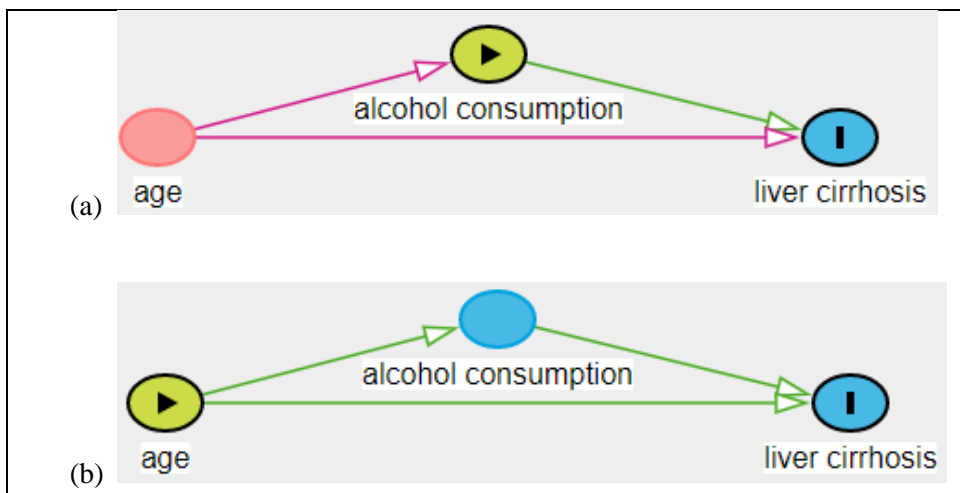 alcohol consumption
age
liver cirrhosis
(a)
alcohol consumption
age
liver cirrhosis
(b)